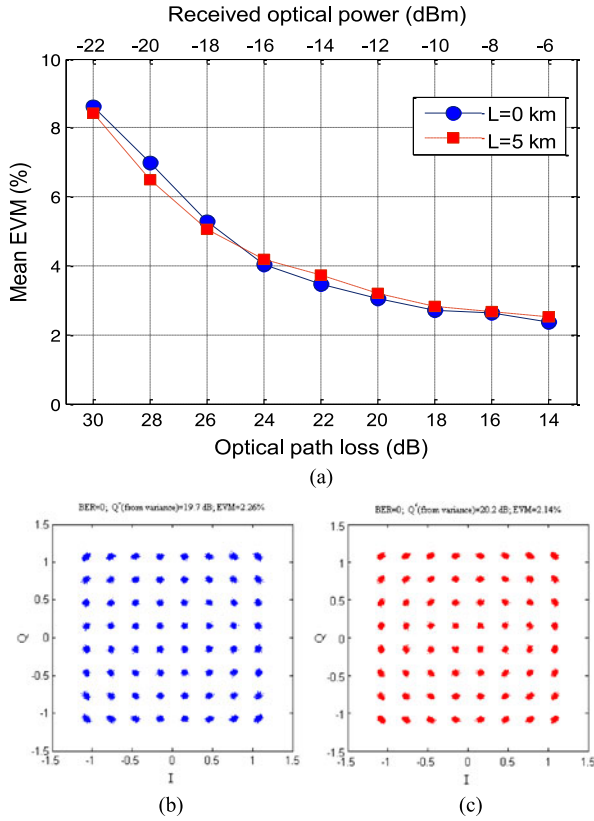 Received optical power (dBm)
-22 -20 -18 -16 -14 -12 -10 -8 -6
10
8
6
4
2
0
Mean EVM (%)
L=0 km
L=5 km
30 28 26 24 22 20 18 16 14
Optical path loss (dB)
(a)
BER=0; Q²(from variance)=19.7 dB; EVM=2.26%
1.5
1
0.5
0
-0.5
-1
-1.5
Q
-1.5 -1 -0.5 0 0.5 1 1.5
I
(b)
BER=0; Q²(from variance)=20.2 dB; EVM=2.14%
1.5
1
0.5
0
-0.5
-1
-1.5
Q
-1.5 -1 -0.5 0 0.5 1 1.5
I
(c)